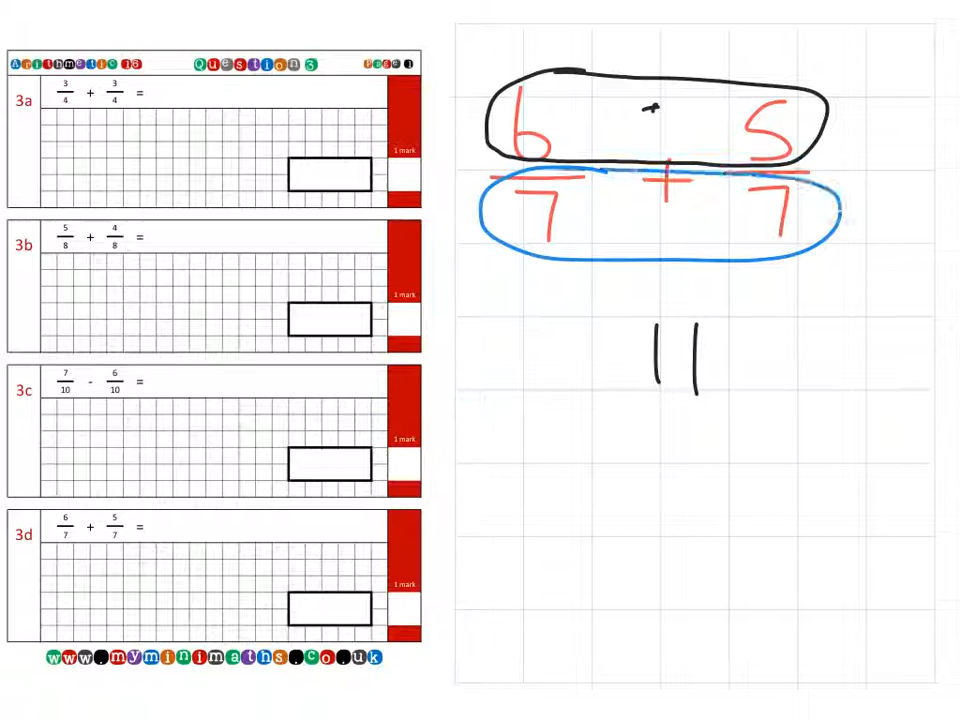 Arithmetic 18 Question 3 Page 1
3a 3/4 + 3/4 =
1 mark
3b 5/8 + 4/8 =
1 mark
3c 7/10 - 6/10 =
1 mark
3d 6/7 + 5/7 =
1 mark
www.myminimaths.co.uk
6 + 5
+
7 7
11